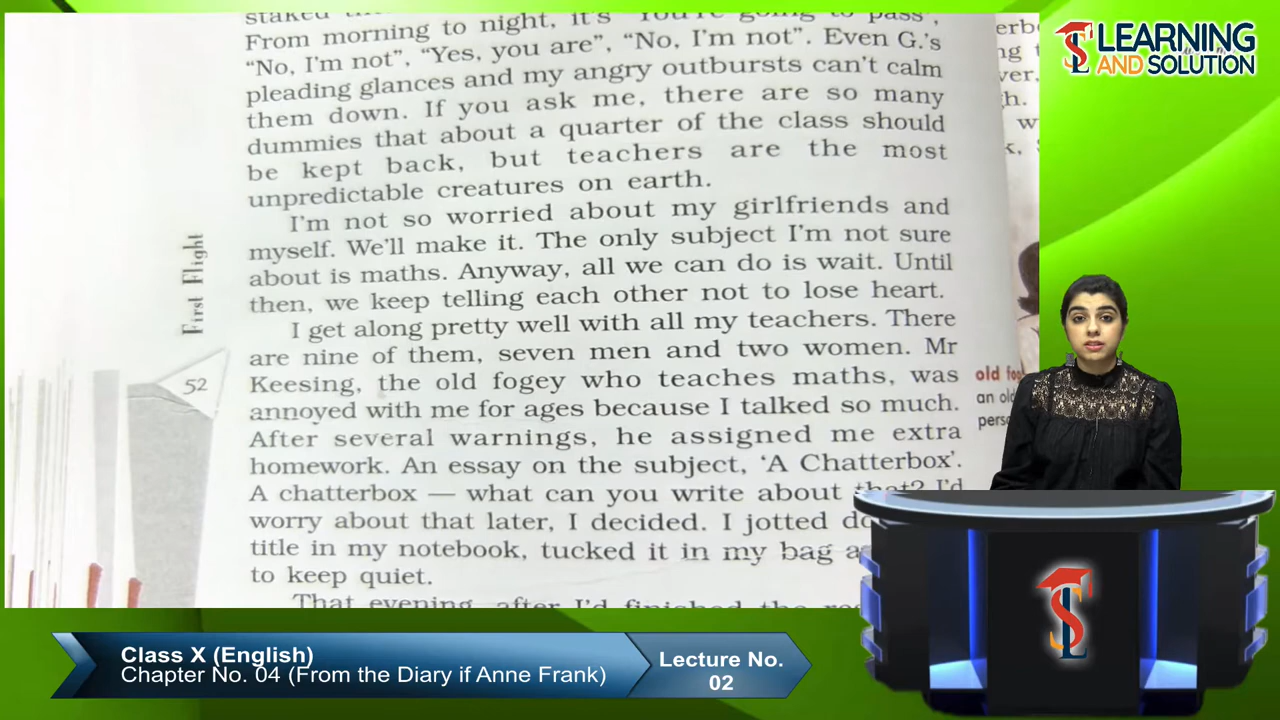 From morning to night, it's "You're going to pass",
"No, I'm not", "Yes, you are", "No, I'm not". Even G.'s
pleading glances and my angry outbursts can't calm
them down. If you ask me, there are so many
dummies that about a quarter of the class should
be kept back, but teachers are the most
unpredictable creatures on earth.
I'm not so worried about my girlfriends and
myself. We'll make it. The only subject I'm not sure
about is maths. Anyway, all we can do is wait. Until
then, we keep telling each other not to lose heart.
I get along pretty well with all my teachers. There
are nine of them, seven men and two women. Mr
Keesing, the old fogey who teaches maths, was
annoyed with me for ages because I talked so much.
After several warnings, he assigned me extra
homework. An essay on the subject, 'A Chatterbox'.
A chatterbox — what can you write about that? I'd
worry about that later, I decided. I jotted
title in my notebook, tucked it in my bag
to keep quiet.
That evening, after I'd finished the
First Flight
52
old
an old
LEARNING
AND SOLUTION
Class X (English)
Chapter No. 04 (From the Diary if Anne Frank)
Lecture No.
02